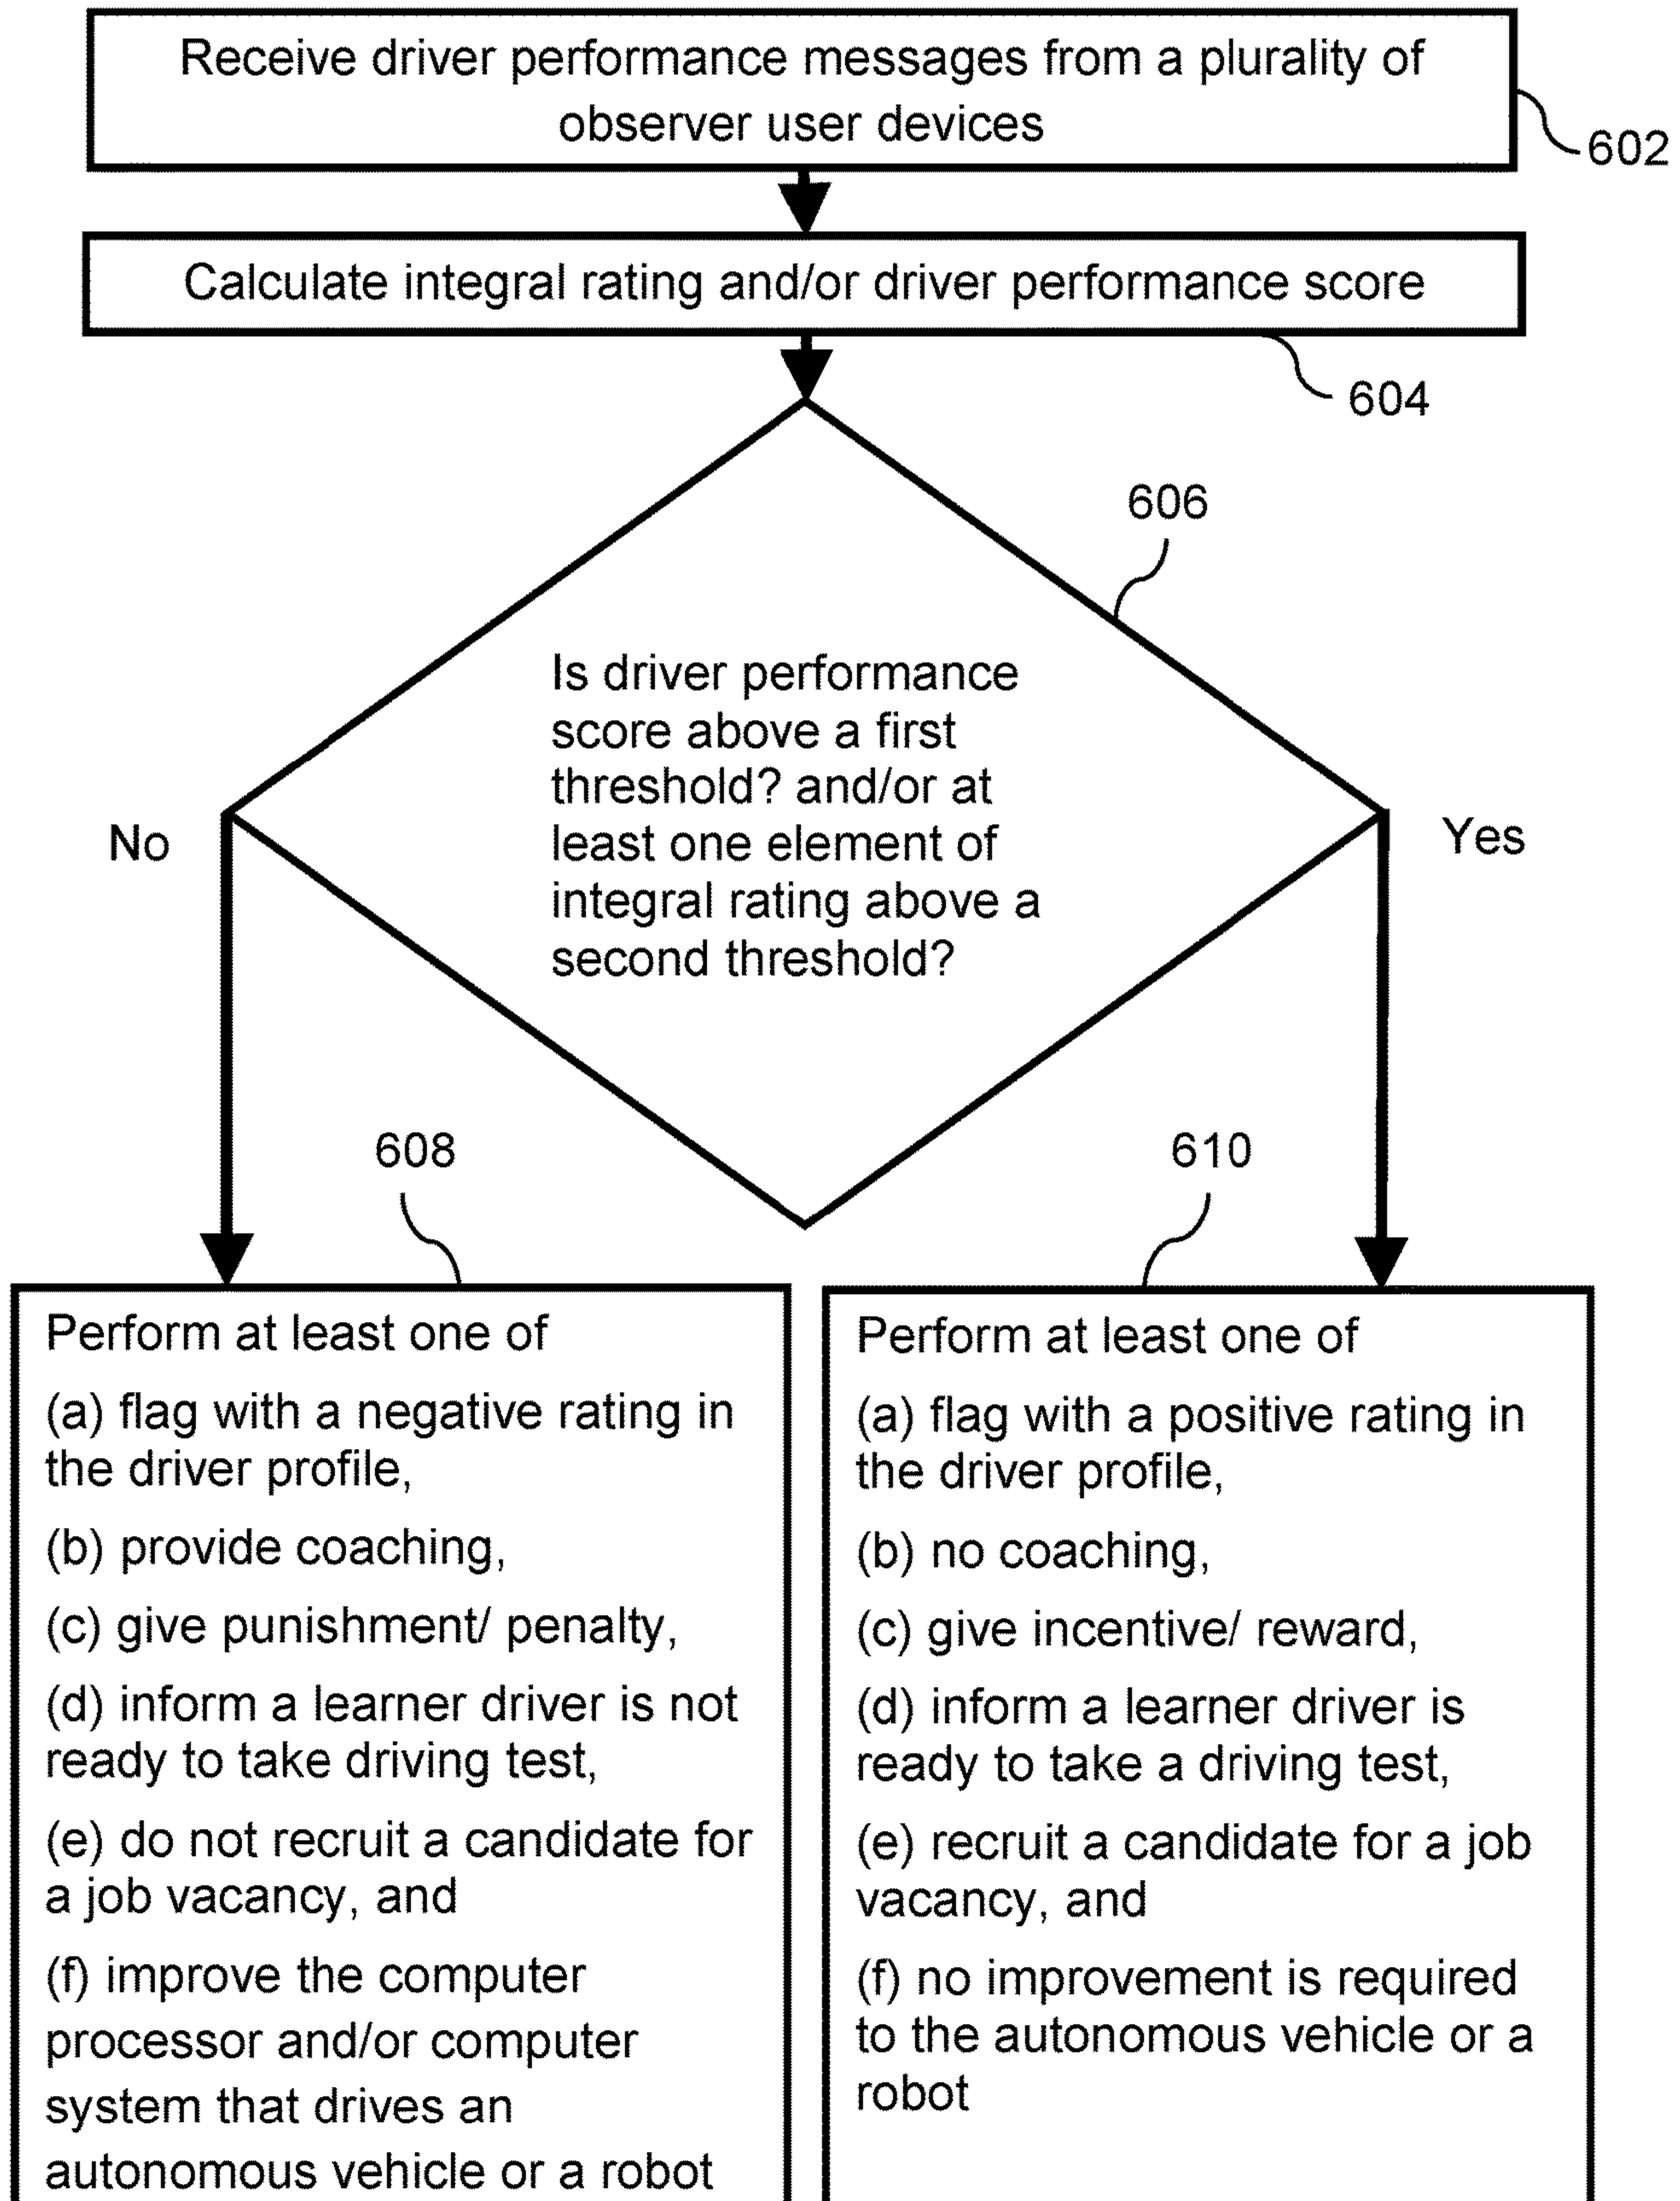 Receive driver performance messages from a plurality of
observer user devices
602
Calculate integral rating and/or driver performance score
604
606
Is driver performance
score above a first
threshold? and/or at
least one element of
integral rating above a
second threshold?
No
Yes
608
610
Perform at least one of
(a) flag with a negative rating in
the driver profile,
(b) provide coaching,
(c) give punishment/ penalty,
(d) inform a learner driver is not
ready to take driving test,
(e) do not recruit a candidate for
a job vacancy, and
(f) improve the computer
processor and/or computer
system that drives an
autonomous vehicle or a robot
Perform at least one of
(a) flag with a positive rating in
the driver profile,
(b) no coaching,
(c) give incentive/ reward,
(d) inform a learner driver is
ready to take a driving test,
(e) recruit a candidate for a job
vacancy, and
(f) no improvement is required
to the autonomous vehicle or a
robot